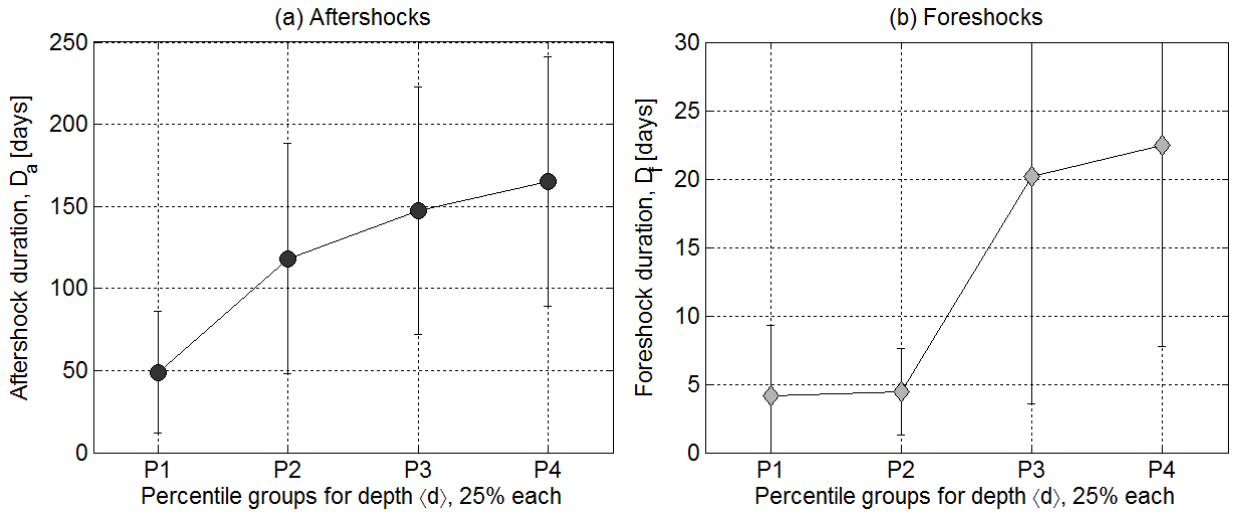 (a) Aftershocks
250
200
150
100
50
0
Aftershock duration, Da [days]
P1 P2 P3 P4
Percentile groups for depth ⟨d⟩, 25% each
(b) Foreshocks
30
25
20
15
10
5
0
Foreshock duration, Df [days]
P1 P2 P3 P4
Percentile groups for depth ⟨d⟩, 25% each